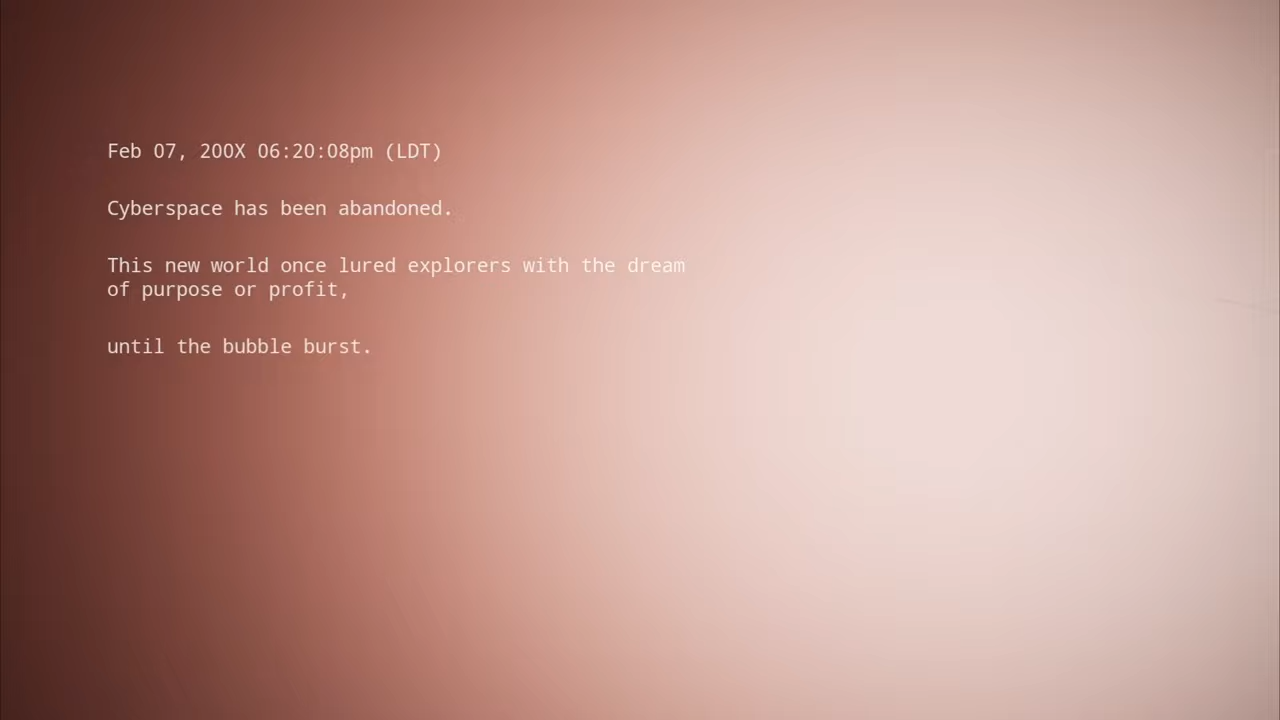 Feb 07, 200X 06:20:08pm (LDT)
Cyberspace has been abandoned.
This new world once lured explorers with the dream
of purpose or profit,
until the bubble burst.